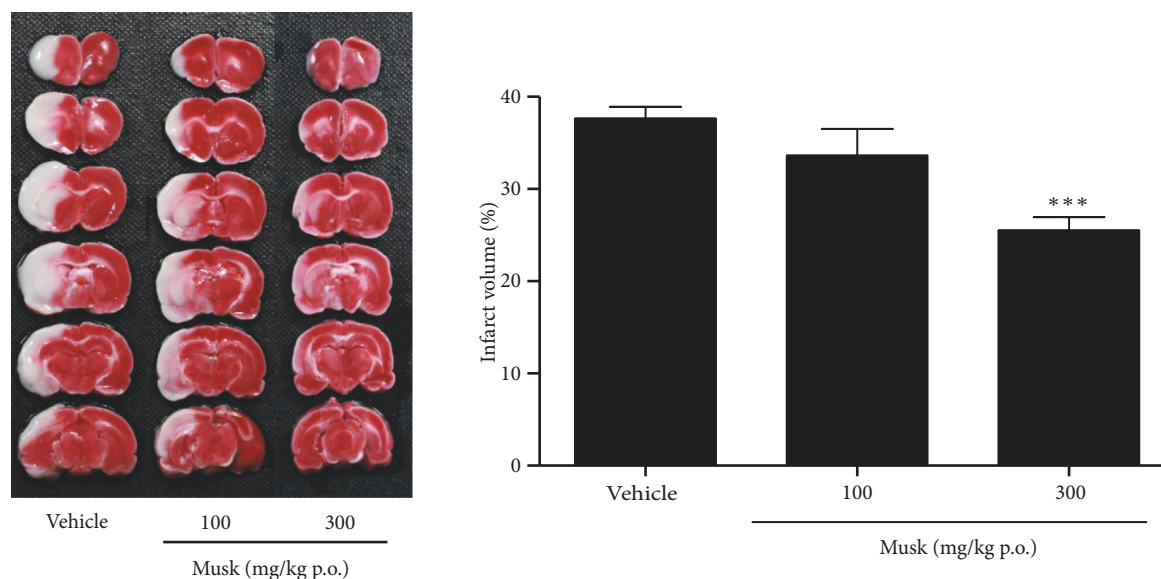 Vehicle 100 300
Musk (mg/kg p.o.)
Infarct volume (%)
40
30
20
10
0
***
Vehicle 100 300
Musk (mg/kg p.o.)